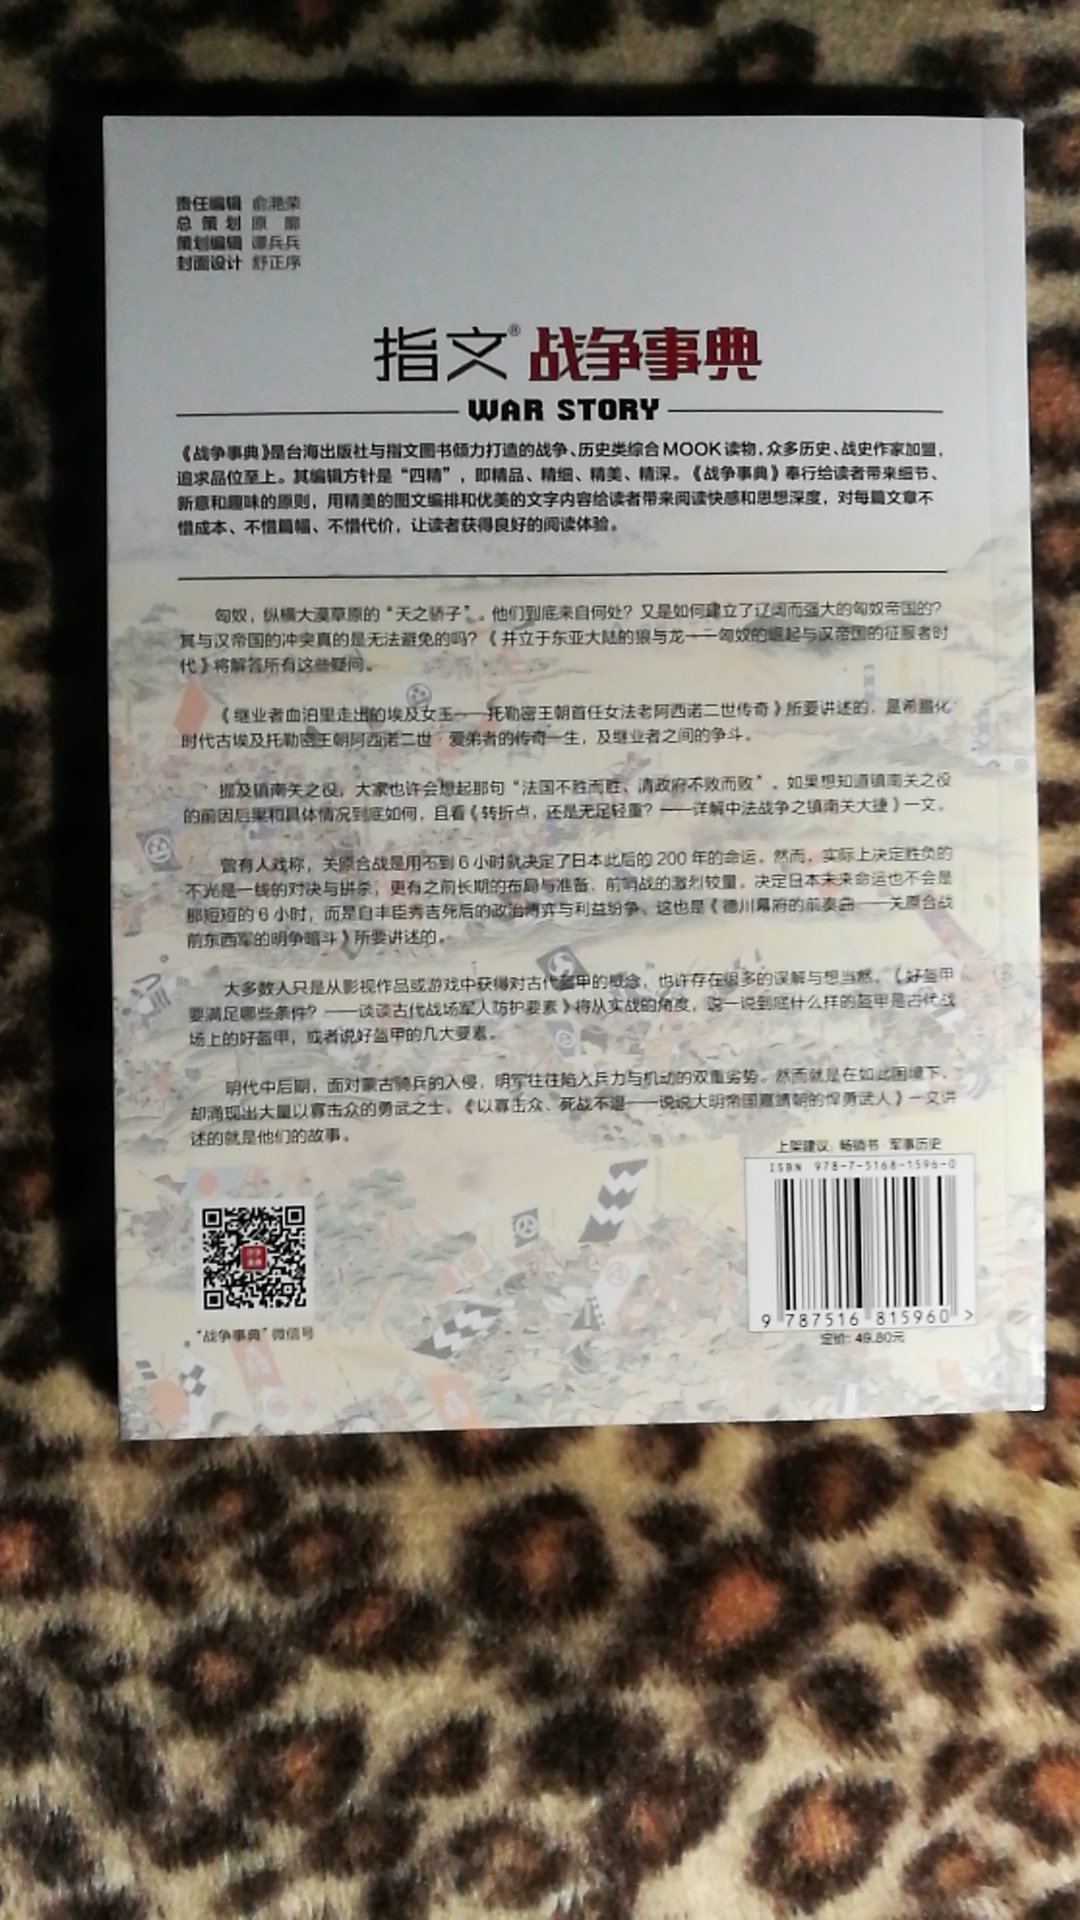 责任编辑 俞滟荣
总策划 原廓
策划编辑 谭兵兵
封面设计 舒正序
指文® 战争事典
WAR STORY
《战争事典》是台海出版社与指文图书倾力打造的战争、历史类综合MOOK读物，众多历史、战史作家加盟，
追求品位至上。其编辑方针是“四精”，即精品、精细、精美、精深。《战争事典》奉行给读者带来细节、
新意和趣味的原则，用精美的图文编排和优美的文字内容给读者带来阅读快感和思想深度，对每篇文章不
惜成本、不惜篇幅、不惜代价，让读者获得良好的阅读体验。
匈奴，纵横大漠草原的“天之骄子”。他们到底来自何处？又是如何建立了辽阔而强大的匈奴帝国的？
其与汉帝国的冲突真的是无法避免的吗？《并立于东亚大陆的狼与龙——匈奴的崛起与汉帝国的征服者时
代》将解答所有这些疑问。
《继业者血泊里走出的埃及女王——托勒密王朝首任女法老阿西诺二世传奇》所要讲述的，是希腊化
时代古埃及托勒密王朝阿西诺二世·爱弟者的传奇一生，及继业者之间的争斗。
提及镇南关之役，大家也许会想起那句“法国不胜而胜、清政府不败而败”。如果想知道镇南关之役
的前因后果和具体情况到底如何，且看《转折点，还是无足轻重？——详解中法战争之镇南关大捷》一文。
曾有人戏称，关原合战是用不到6小时就决定了日本此后的200年的命运。然而，实际上决定胜负的
不光是一线的对决与拼杀，更有之前长期的布局与准备、前哨战的激烈较量。决定日本未来命运也不会是
那短短的6小时，而是自丰臣秀吉死后的政治博弈与利益纷争。这也是《德川幕府的前奏曲——关原合战
前东西军的明争暗斗》所要讲述的。
大多数人只是从影视作品或游戏中获得对古代盔甲的概念，也许存在很多的误解与想当然，《好盔甲
要满足哪些条件？——谈谈古代战场军人防护要素》将从实战的角度，说一说到底什么样的盔甲是古代战
场上的好盔甲，或者说好盔甲的几大要素。
明代中后期，面对蒙古骑兵的入侵，明军往往陷入兵力与机动的双重劣势。然而就是在如此困境下，
却涌现出大量以寡击众的勇武之士。《以寡击众、死战不退——说说大明帝国嘉靖朝的悍勇武人》一文讲
述的就是他们的故事。
上架建议：畅销书·军事历史
ISBN 978-7-5168-1596-0
9 787516 815960 >
定价：49.80元
“战争事典”微信号